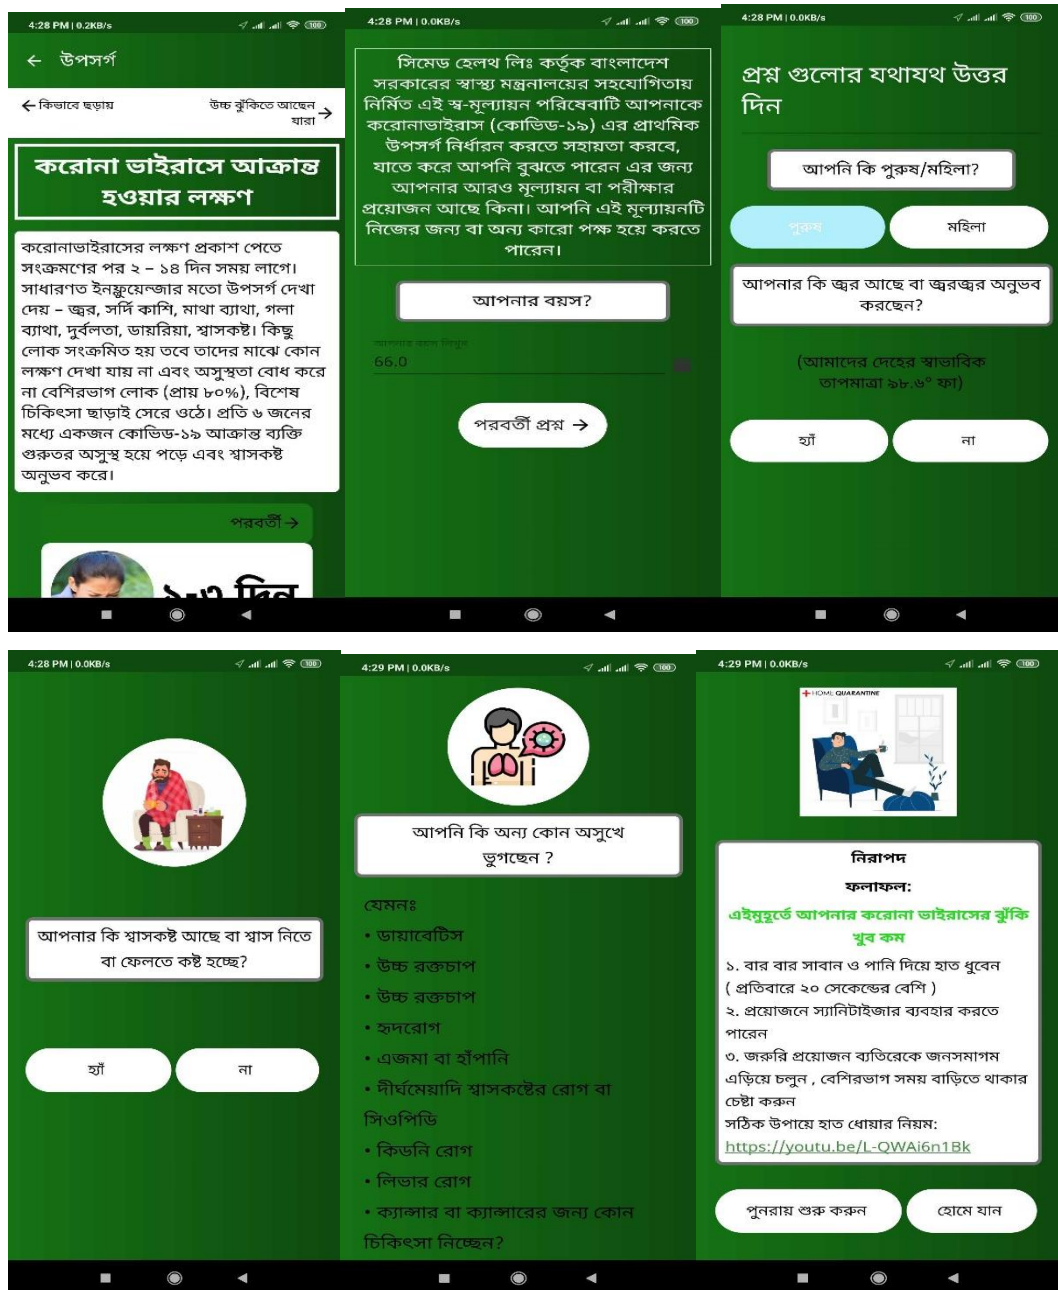 4:28 PM | 0.2KB/s
100
← উপসর্গ
← কিভাবে ছড়ায়
উচ্চ ঝুঁকিতে আছেন
যারা →
করোনা ভাইরাসে আক্রান্ত
হওয়ার লক্ষণ
করোনাভাইরাসের লক্ষণ প্রকাশ পেতে
সংক্রমণের পর ২ – ১৪ দিন সময় লাগে।
সাধারণত ইনফ্লুয়েন্জার মতো উপসর্গ দেখা
দেয় – জ্বর, সর্দি কাশি, মাথা ব্যাথা, গলা
ব্যাথা, দুর্বলতা, ডায়রিয়া, শ্বাসকষ্ট। কিছু
লোক সংক্রমিত হয় তবে তাদের মাঝে কোন
লক্ষণ দেখা যায় না এবং অসুস্থতা বোধ করে
না বেশিরভাগ লোক (প্রায় ৮০%), বিশেষ
চিকিৎসা ছাড়াই সেরে ওঠে। প্রতি ৬ জনের
মধ্যে একজন কোভিড-১৯ আক্রান্ত ব্যক্তি
গুরুতর অসুস্থ হয়ে পড়ে এবং শ্বাসকষ্ট
অনুভব করে।
পরবর্তী →
১-৩ দিন
4:28 PM | 0.0KB/s
100
সিমেড হেলথ লিঃ কর্তৃক বাংলাদেশ
সরকারের স্বাস্থ্য মন্ত্রনালয়ের সহযোগিতায়
নির্মিত এই স্ব-মূল্যায়ন পরিষেবাটি আপনাকে
করোনাভাইরাস (কোভিড-১৯) এর প্রাথমিক
উপসর্গ নির্ধারন করতে সহায়তা করবে,
যাতে করে আপনি বুঝতে পারেন এর জন্য
আপনার আরও মূল্যায়ন বা পরীক্ষার
প্রয়োজন আছে কিনা। আপনি এই মূল্যায়নটি
নিজের জন্য বা অন্য কারো পক্ষ হয়ে করতে
পারেন।
আপনার বয়স?
আপনার বয়স লিখুন
66.0
পরবর্তী প্রশ্ন →
4:28 PM | 0.0KB/s
100
প্রশ্ন গুলোর যথাযথ উত্তর
দিন
আপনি কি পুরুষ/মহিলা?
পুরুষ
মহিলা
আপনার কি জ্বর আছে বা জ্বরজ্বর অনুভব
করছেন?
(আমাদের দেহের স্বাভাবিক
তাপমাত্রা ৯৮.৬° ফা)
হ্যাঁ
না
4:28 PM | 0.0KB/s
100
আপনার কি শ্বাসকষ্ট আছে বা শ্বাস নিতে
বা ফেলতে কষ্ট হচ্ছে?
হ্যাঁ
না
4:29 PM | 0.0KB/s
100
আপনি কি অন্য কোন অসুখে
ভুগছেন ?
যেমনঃ
• ডায়াবেটিস
• উচ্চ রক্তচাপ
• উচ্চ রক্তচাপ
• হৃদরোগ
• এজমা বা হাঁপানি
• দীর্ঘমেয়াদি শ্বাসকষ্টের রোগ বা
সিওপিডি
• কিডনি রোগ
• লিভার রোগ
• ক্যান্সার বা ক্যান্সারের জন্য কোন
চিকিৎসা নিচ্ছেন?
4:29 PM | 0.0KB/s
100
HOME QUARANTINE
নিরাপদ
ফলাফল:
এইমুহূর্তে আপনার করোনা ভাইরাসের ঝুঁকি
খুব কম
১. বার বার সাবান ও পানি দিয়ে হাত ধুবেন
( প্রতিবারে ২০ সেকেন্ডের বেশি )
২. প্রয়োজনে স্যানিটাইজার ব্যবহার করতে
পারেন
৩. জরুরি প্রয়োজন ব্যতিরেকে জনসমাগম
এড়িয়ে চলুন , বেশিরভাগ সময় বাড়িতে থাকার
চেষ্টা করুন
সঠিক উপায়ে হাত ধোয়ার নিয়ম:
https://youtu.be/L-QWAi6n1Bk
পুনরায় শুরু করুন
হোমে যান